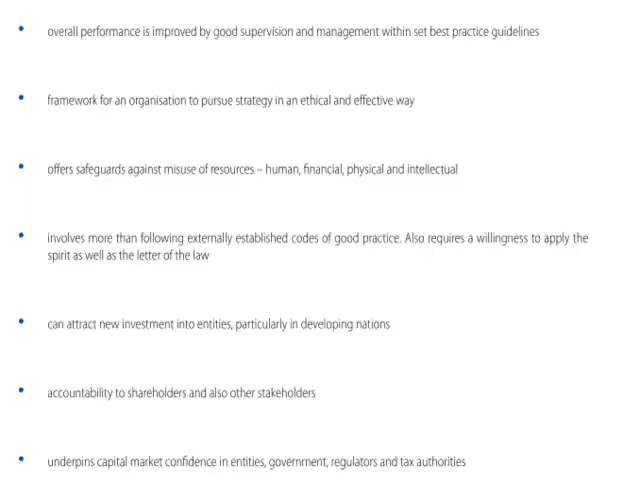 • overall performance is improved by good supervision and management within set best practice guidelines
• framework for an organisation to pursue strategy in an ethical and effective way
• offers safeguards against misuse of resources – human, financial, physical and intellectual
• involves more than following externally established codes of good practice. Also requires a willingness to apply the
spirit as well as the letter of the law
• can attract new investment into entities, particularly in developing nations
• accountability to shareholders and also other stakeholders
• underpins capital market confidence in entities, government, regulators and tax authorities